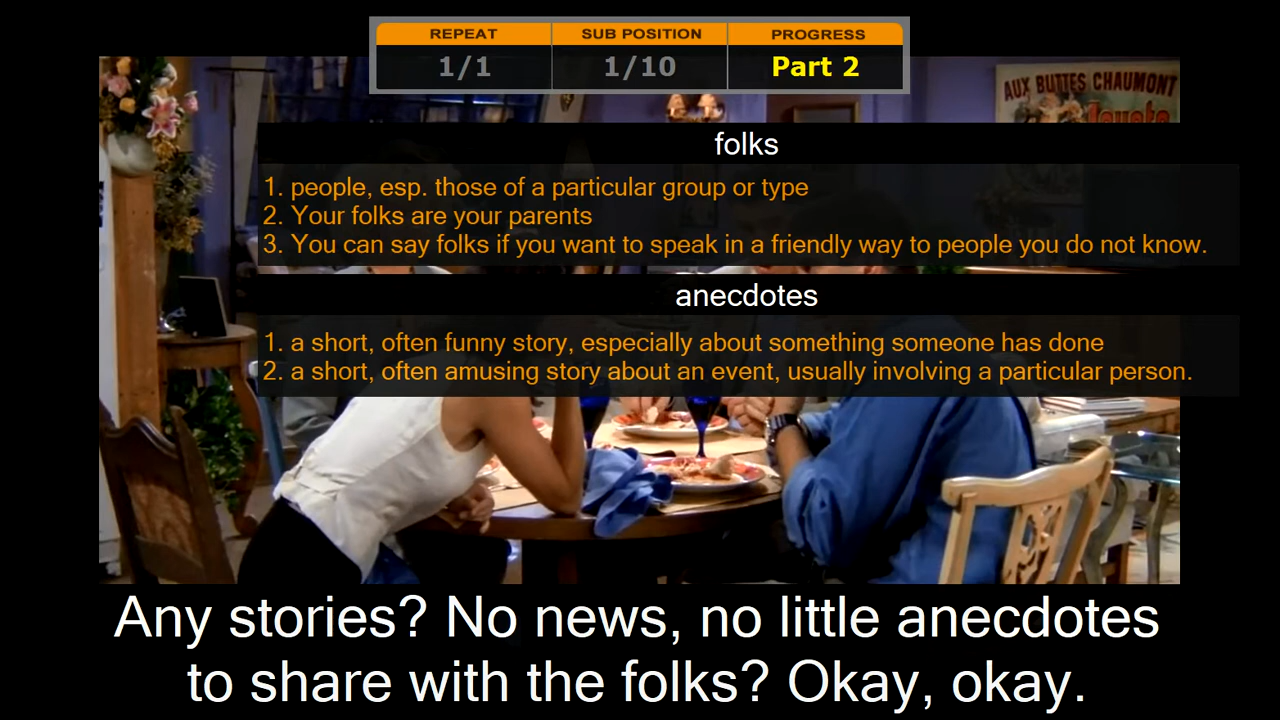 REPEAT SUB POSITION PROGRESS
1/1 1/10 Part 2
AUX BUTTES CHAUMONT
Jouets
folks
1. people, esp. those of a particular group or type
2. Your folks are your parents
3. You can say folks if you want to speak in a friendly way to people you do not know.
anecdotes
1. a short, often funny story, especially about something someone has done
2. a short, often amusing story about an event, usually involving a particular person.
Any stories? No news, no little anecdotes
to share with the folks? Okay, okay.